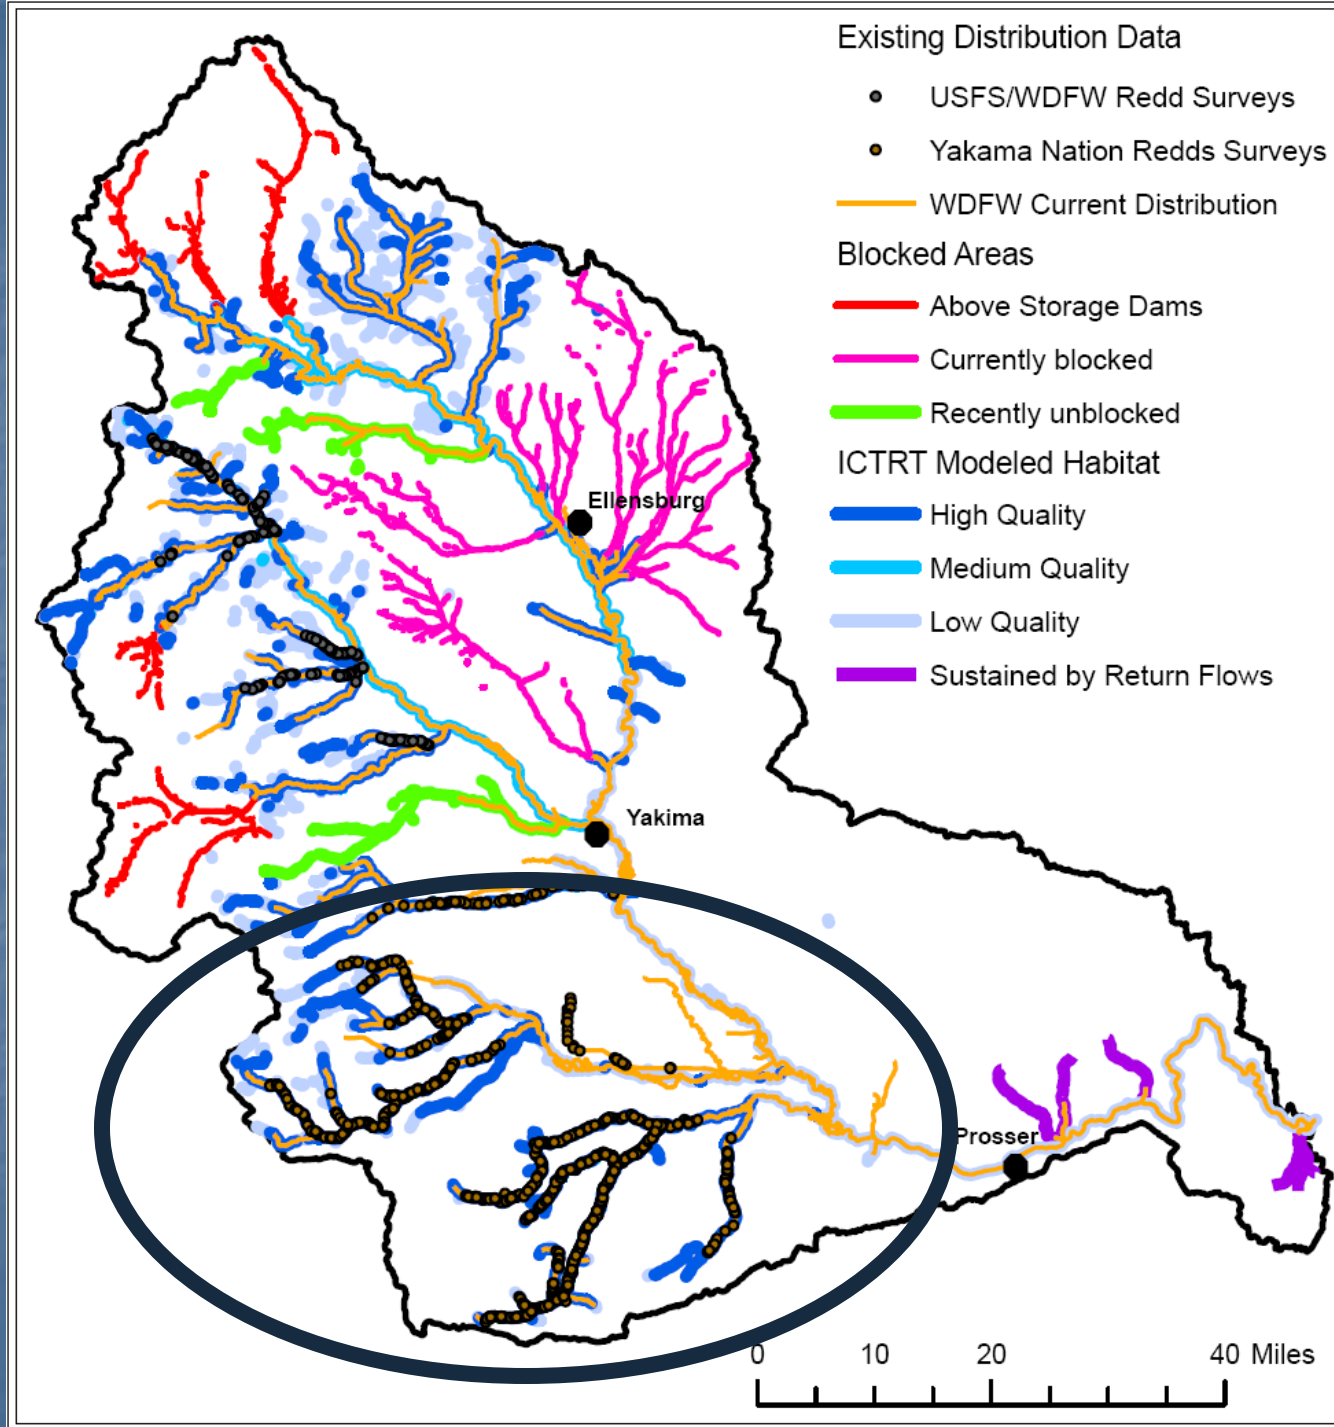 Existing Distribution Data
USFS/WDFW Redd Surveys
Yakama Nation Redds Surveys
WDFW Current Distribution
Blocked Areas
Above Storage Dams
Currently blocked
Recently unblocked
ICTRT Modeled Habitat
High Quality
Medium Quality
Low Quality
Sustained by Return Flows
Ellensburg
Yakima
Prosser
0 10 20 40 Miles